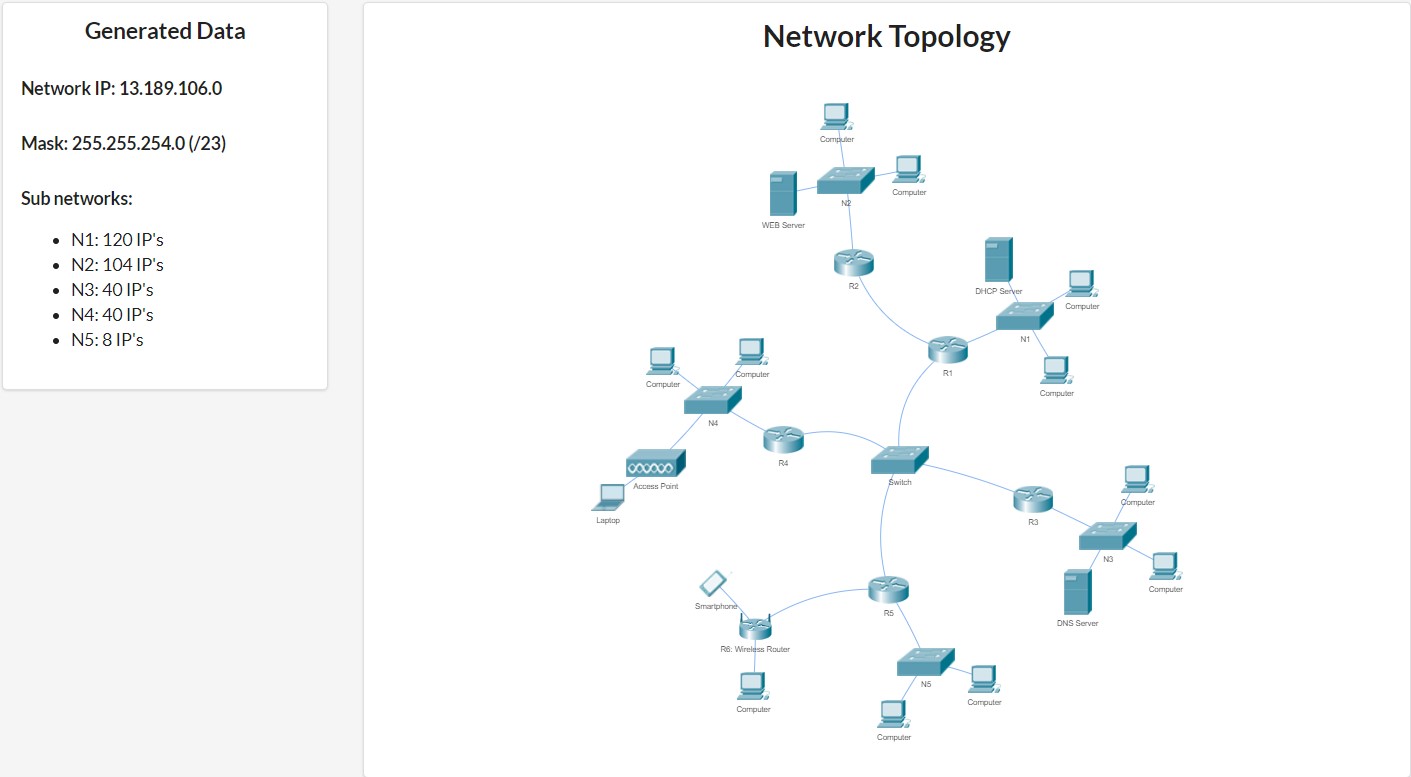 Generated Data
Network IP: 13.189.106.0
Mask: 255.255.254.0 (/23)
Sub networks:
• N1: 120 IP's
• N2: 104 IP's
• N3: 40 IP's
• N4: 40 IP's
• N5: 8 IP's
Network Topology
Computer
Computer
N2
WEB Server
R2
DHCP Server
Computer
N1
R1
Computer
Computer
Computer
N4
R4
Access Point
Laptop
Switch
Computer
R3
N3
Computer
DNS Server
Smartphone
R5
R6: Wireless Router
N5
Computer
Computer
Computer